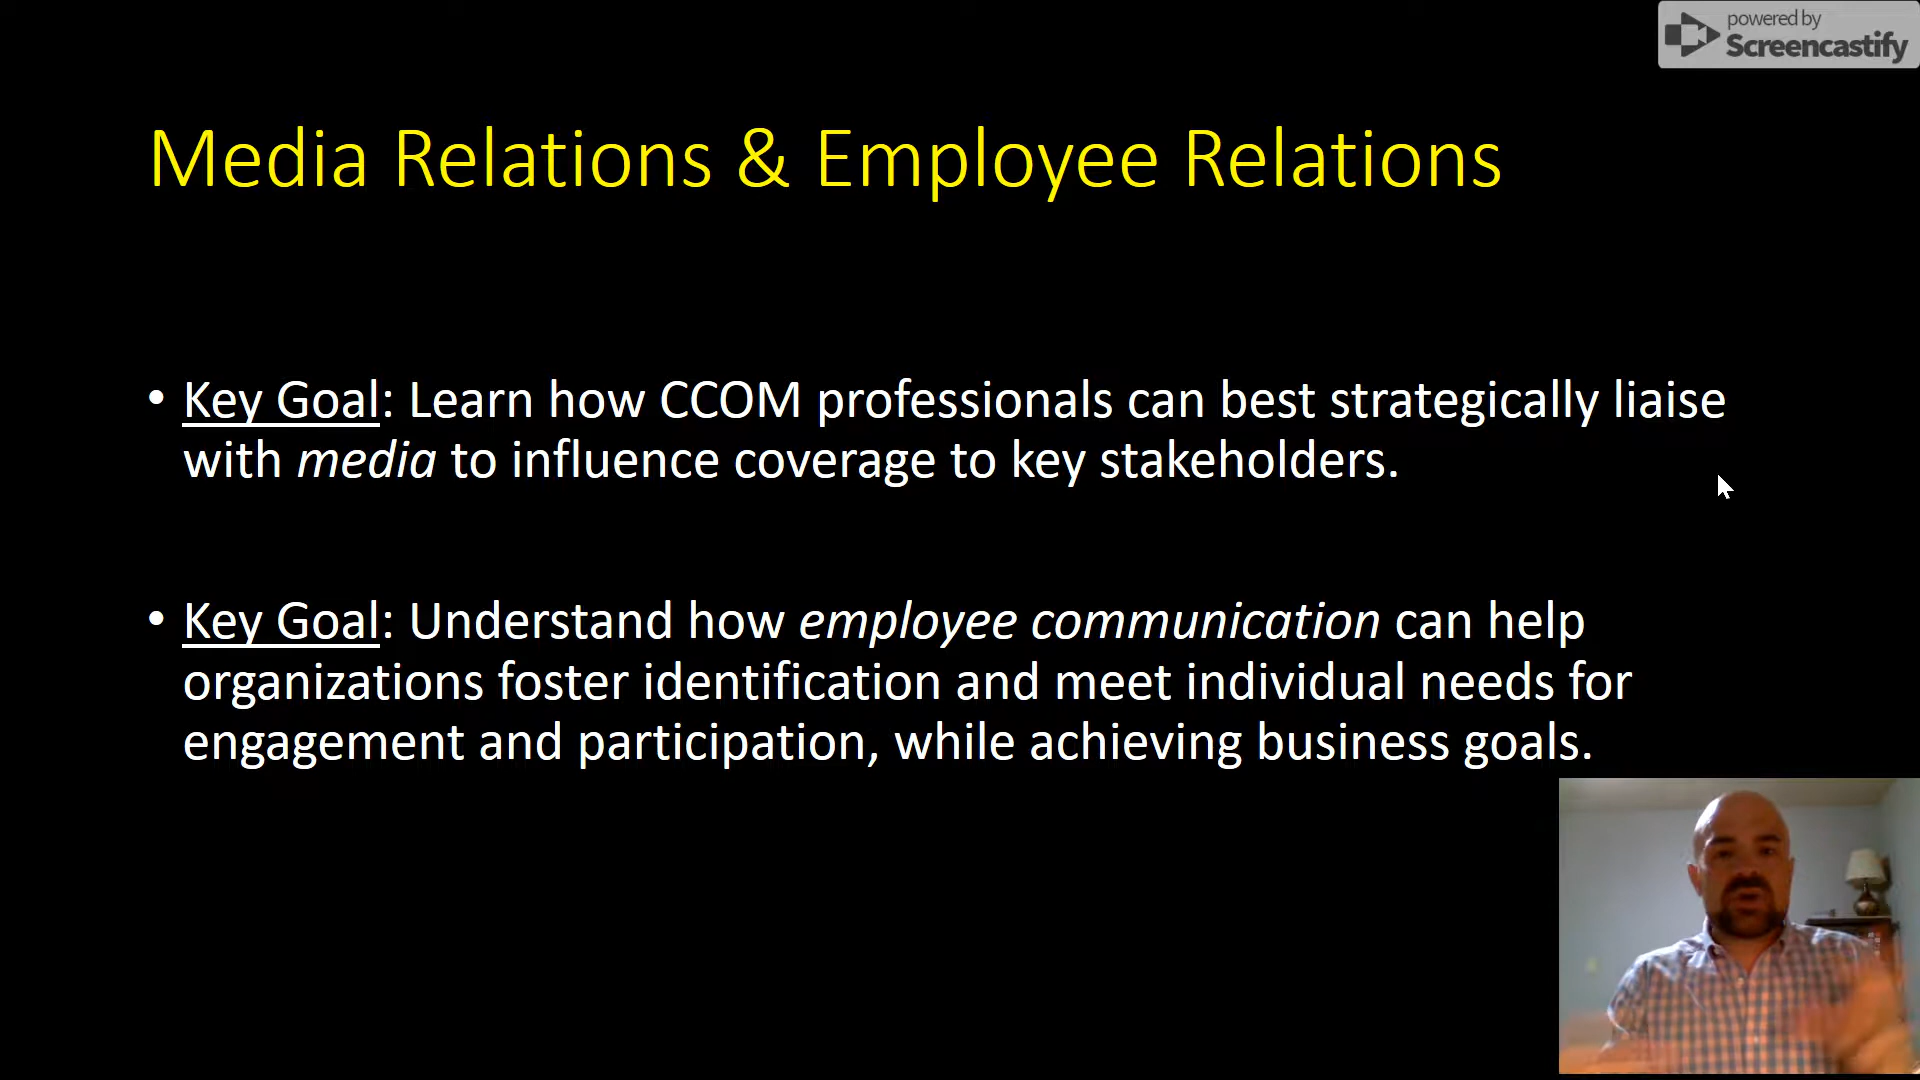 powered by
Screencastify
Media Relations & Employee Relations
• Key Goal: Learn how CCOM professionals can best strategically liaise
with media to influence coverage to key stakeholders.
• Key Goal: Understand how employee communication can help
organizations foster identification and meet individual needs for
engagement and participation, while achieving business goals.